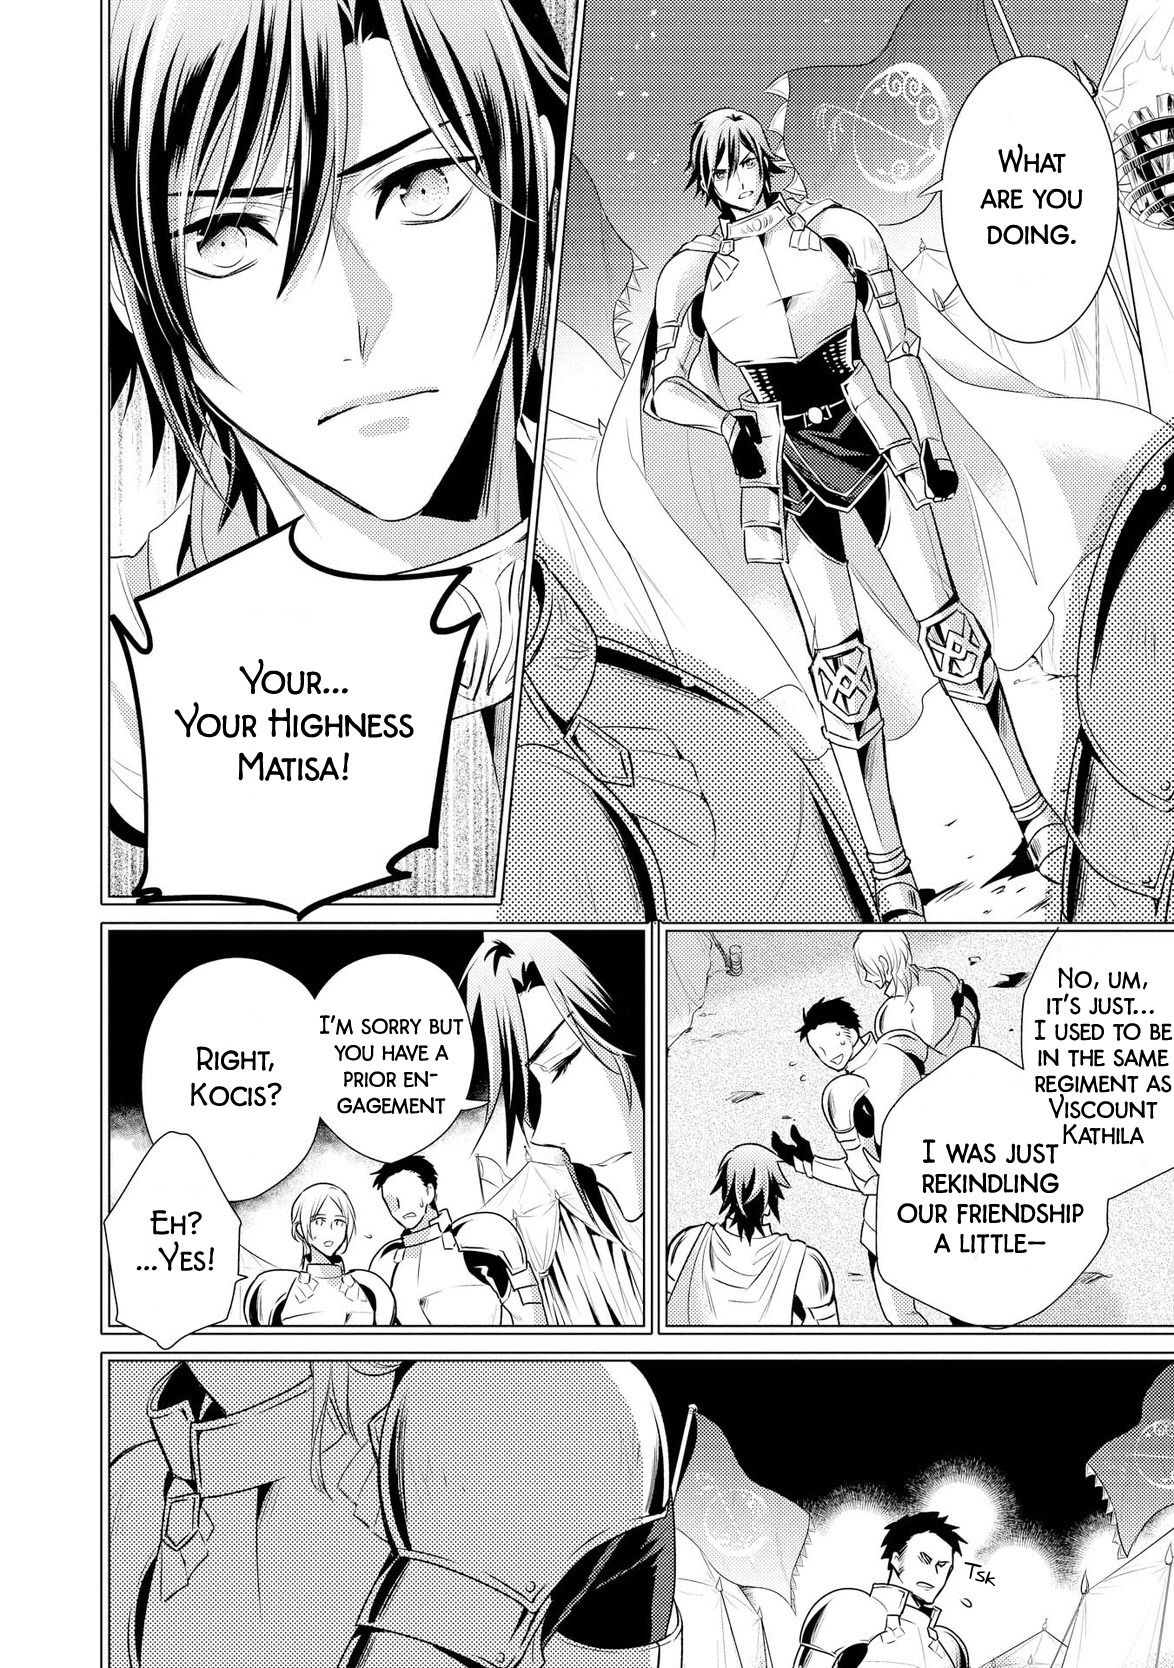 WHAT
ARE YOU
DOING.
YOUR...
YOUR HIGHNESS
MATISA!
NO, UM,
IT'S JUST...
I USED TO BE
IN THE SAME
REGIMENT AS
VISCOUNT
KATHILA
I WAS JUST
REKINDLING
OUR FRIENDSHIP
A LITTLE—
I'M SORRY BUT
YOU HAVE A
PRIOR EN-
GAGEMENT
RIGHT,
KOCIS?
EH?
...YES!
TSK